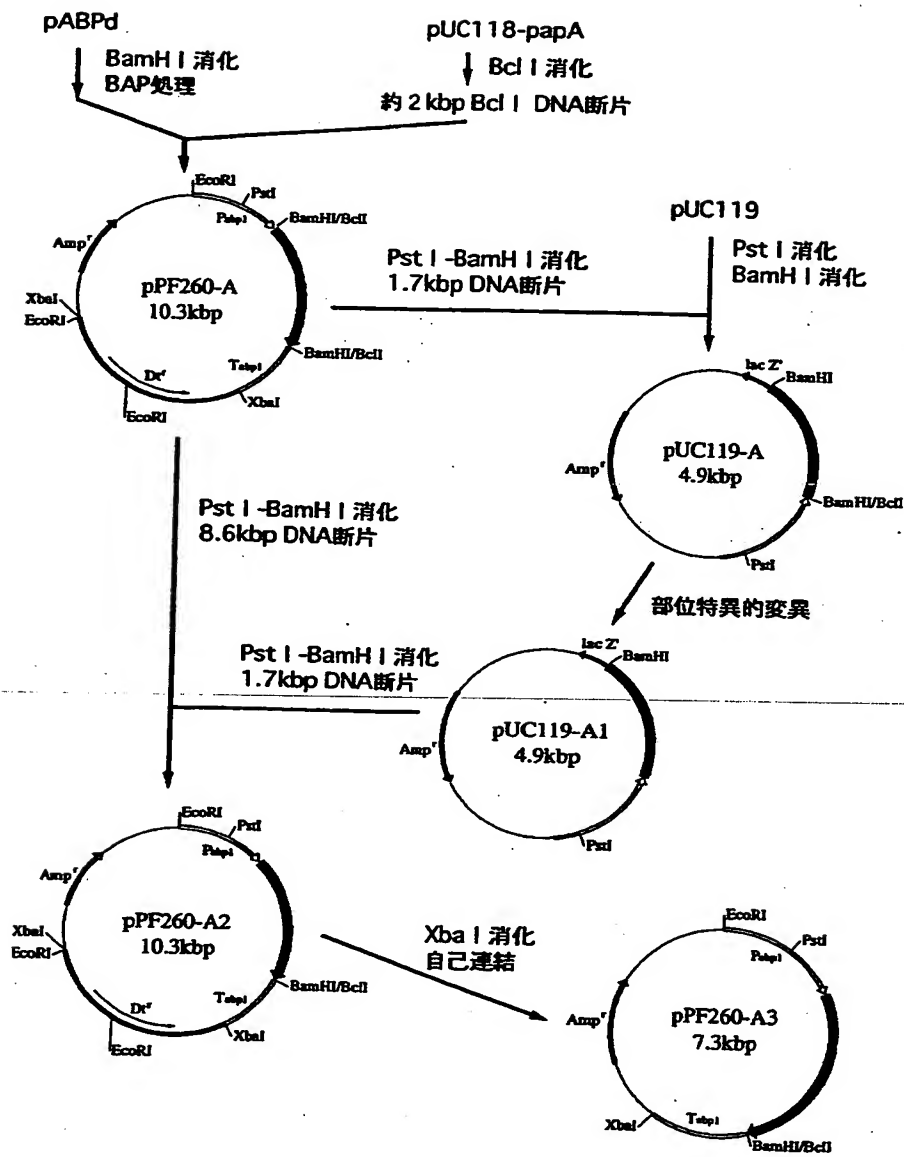 pABPd
BamH I 消化
BAP処理
pUC118-papA
Bcl I 消化
約 2 kbp Bcl I DNA断片
EcoRI
PstI
Pabp1
BamHI/BclI
Ampʳ
pPF260-A
10.3kbp
XbaI
EcoRI
BamHI/BclI
Tabp1
Dtʳ
XbaI
EcoRI
Pst I -BamH I 消化
1.7kbp DNA断片
pUC119
Pst I 消化
BamH I 消化
lac Z'
BamHI
pUC119-A
4.9kbp
Ampʳ
BamHI/BclI
PstI
Pst I -BamH I 消化
8.6kbp DNA断片
部位特異的変異
Pst I -BamH I 消化
1.7kbp DNA断片
lac Z'
BamHI
pUC119-A1
4.9kbp
Ampʳ
PstI
EcoRI
PstI
Pabp1
Ampʳ
pPF260-A2
10.3kbp
XbaI
EcoRI
BamHI/BclI
Tabp1
Dtʳ
XbaI
EcoRI
Xba I 消化
自己連結
EcoRI
PstI
Pabp1
Ampʳ
pPF260-A3
7.3kbp
XbaI
Tabp1
BamHI/BclI